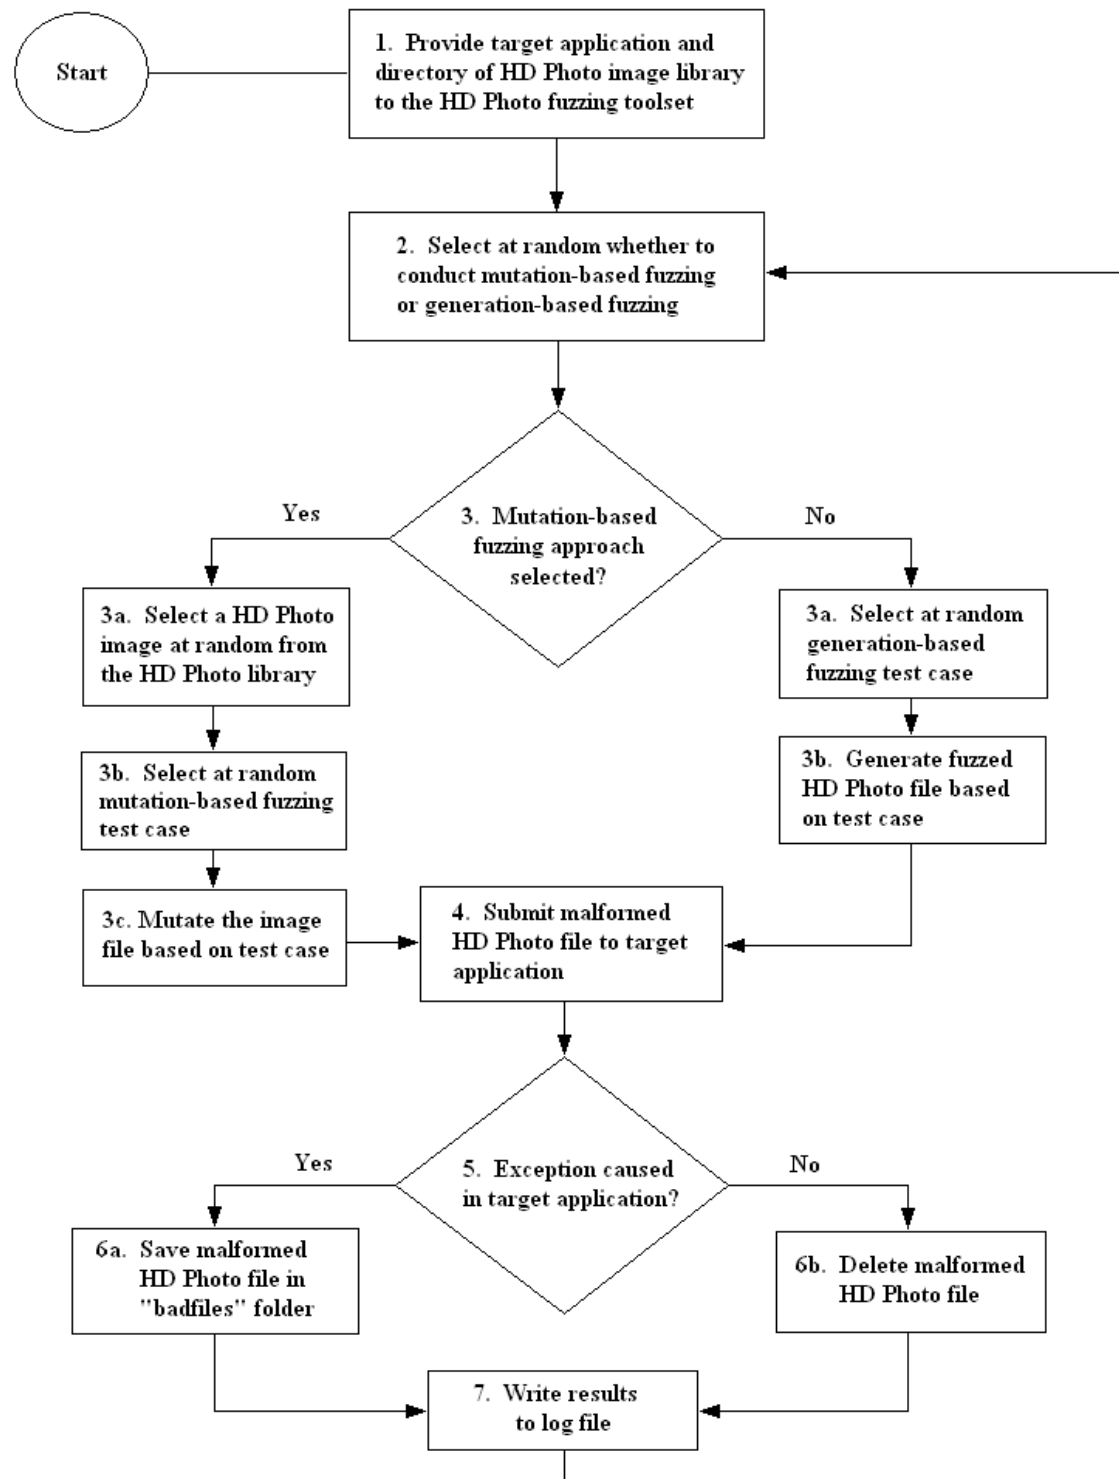 Start
1. Provide target application and
directory of HD Photo image library
to the HD Photo fuzzing toolset
2. Select at random whether to
conduct mutation-based fuzzing
or generation-based fuzzing
3. Mutation-based
fuzzing approach
selected?
Yes
No
3a. Select a HD Photo
image at random from
the HD Photo library
3b. Select at random
mutation-based fuzzing
test case
3c. Mutate the image
file based on test case
3a. Select at random
generation-based
fuzzing test case
3b. Generate fuzzed
HD Photo file based
on test case
4. Submit malformed
HD Photo file to target
application
5. Exception caused
in target application?
Yes
No
6a. Save malformed
HD Photo file in
"badfiles" folder
6b. Delete malformed
HD Photo file
7. Write results
to log file